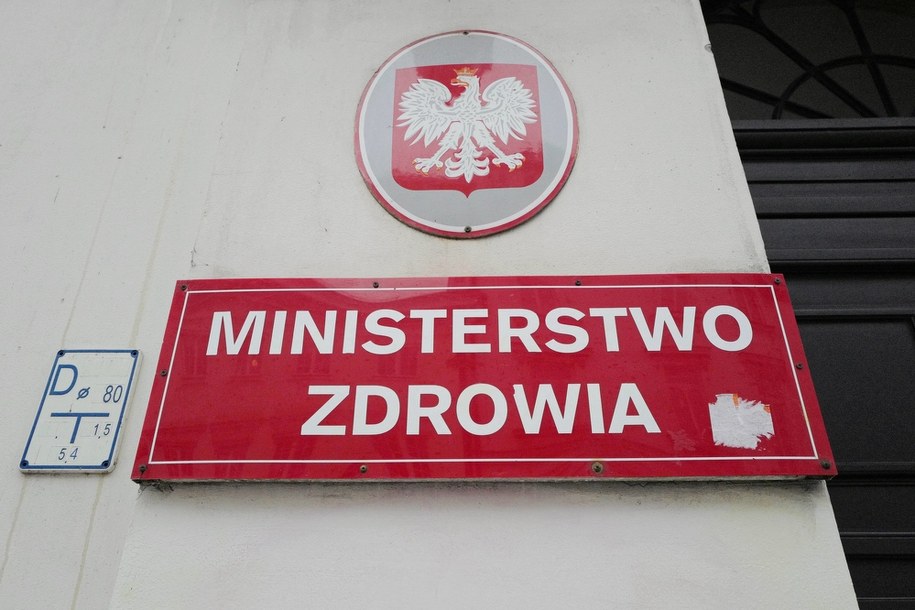 MINISTERSTWO
ZDROWIA
D ⌀ 80
1,5
5,4